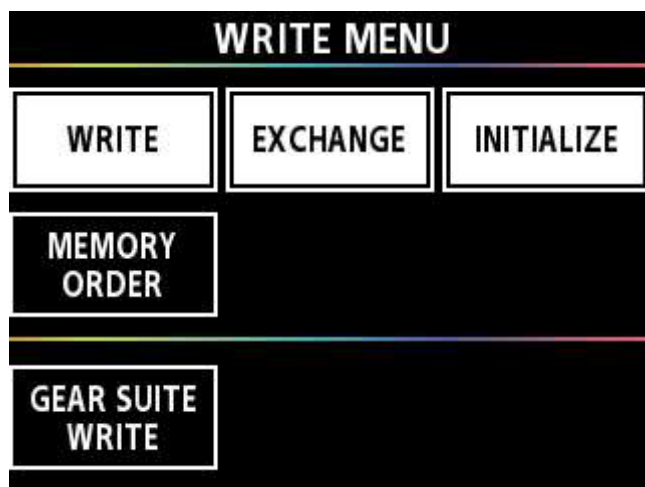 WRITE MENU
WRITE
EXCHANGE
INITIALIZE
MEMORY
ORDER
GEAR SUITE
WRITE